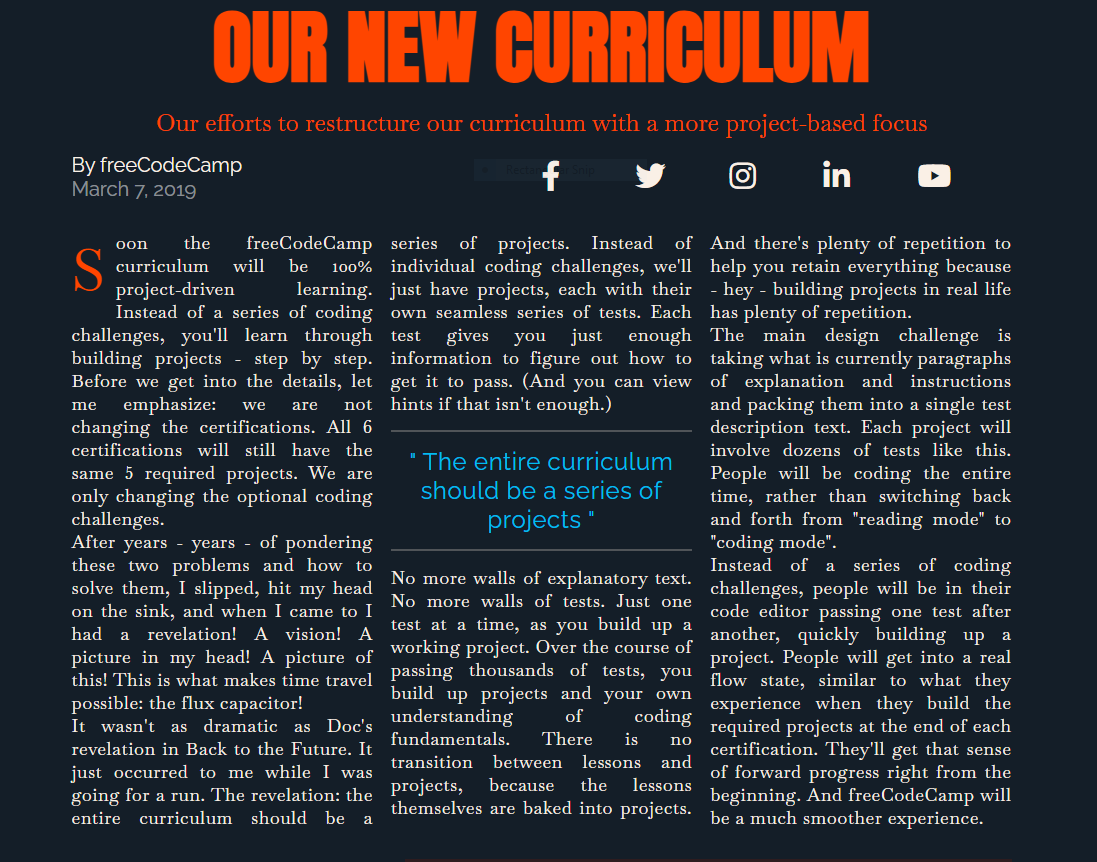 OUR NEW CURRICULUM
Our efforts to restructure our curriculum with a more project-based focus
By freeCodeCamp
March 7, 2019
Soon the freeCodeCamp
curriculum will be 100%
project-driven learning.
Instead of a series of coding
challenges, you'll learn through
building projects - step by step.
Before we get into the details, let
me emphasize: we are not
changing the certifications. All 6
certifications will still have the
same 5 required projects. We are
only changing the optional coding
challenges.
After years - years - of pondering
these two problems and how to
solve them, I slipped, hit my head
on the sink, and when I came to I
had a revelation! A vision! A
picture in my head! A picture of
this! This is what makes time travel
possible: the flux capacitor!
It wasn't as dramatic as Doc's
revelation in Back to the Future. It
just occurred to me while I was
going for a run. The revelation: the
entire curriculum should be a
series of projects. Instead of
individual coding challenges, we'll
just have projects, each with their
own seamless series of tests. Each
test gives you just enough
information to figure out how to
get it to pass. (And you can view
hints if that isn't enough.)
" The entire curriculum
should be a series of
projects "
No more walls of explanatory text.
No more walls of tests. Just one
test at a time, as you build up a
working project. Over the course of
passing thousands of tests, you
build up projects and your own
understanding of coding
fundamentals. There is no
transition between lessons and
projects, because the lessons
themselves are baked into projects.
And there's plenty of repetition to
help you retain everything because
- hey - building projects in real life
has plenty of repetition.
The main design challenge is
taking what is currently paragraphs
of explanation and instructions
and packing them into a single test
description text. Each project will
involve dozens of tests like this.
People will be coding the entire
time, rather than switching back
and forth from "reading mode" to
"coding mode".
Instead of a series of coding
challenges, people will be in their
code editor passing one test after
another, quickly building up a
project. People will get into a real
flow state, similar to what they
experience when they build the
required projects at the end of each
certification. They'll get that sense
of forward progress right from the
beginning. And freeCodeCamp will
be a much smoother experience.